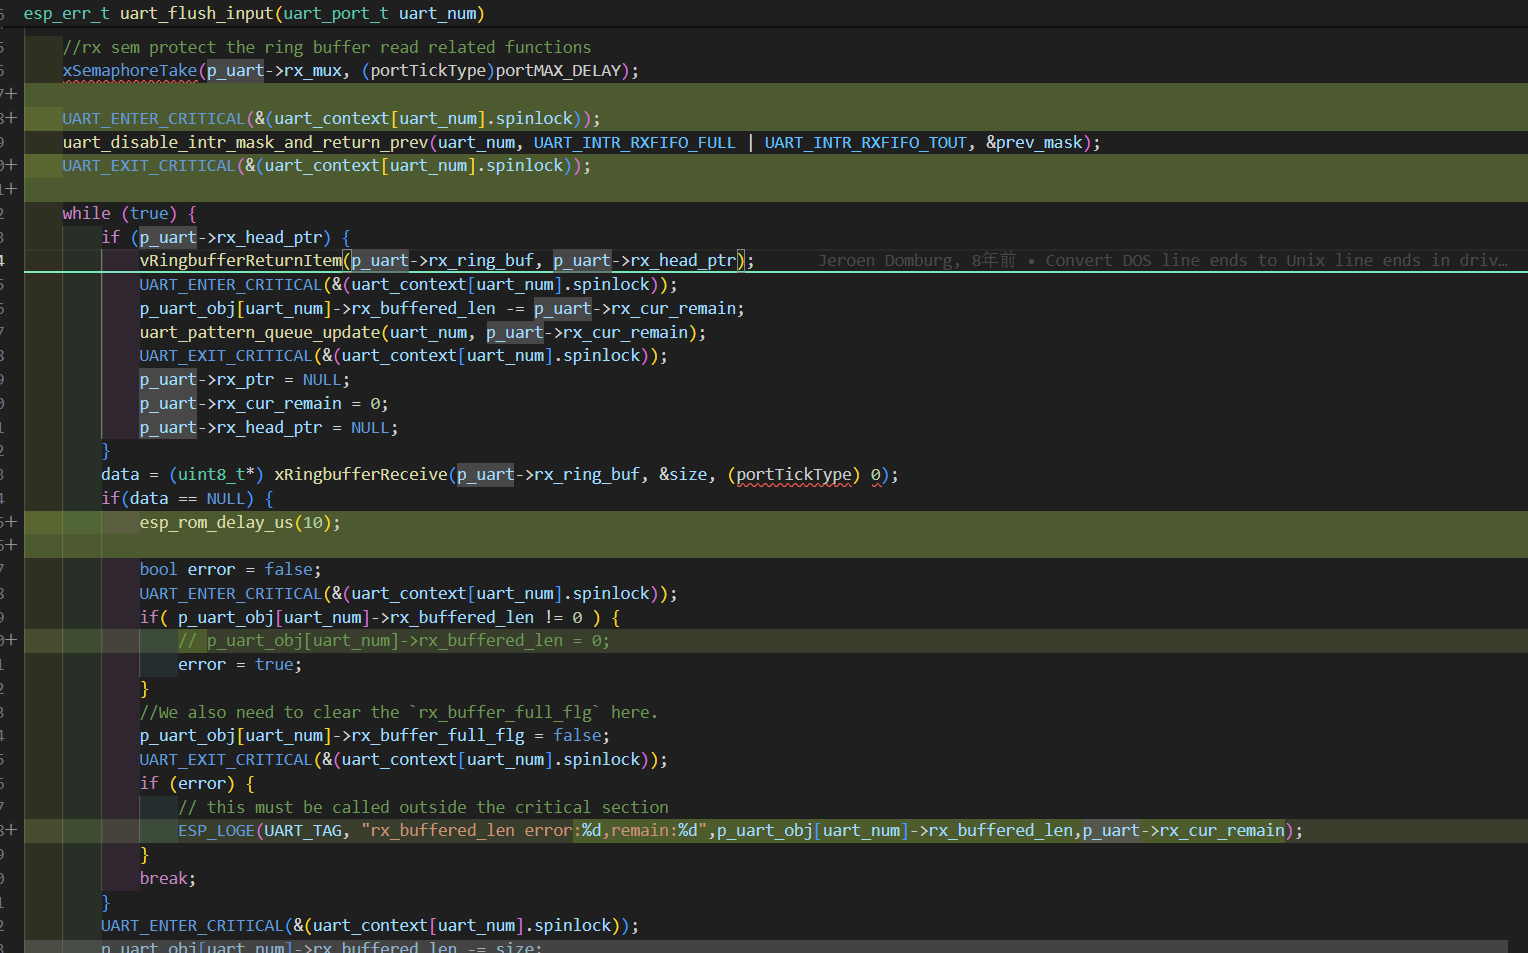 esp_err_t uart_flush_input(uart_port_t uart_num)
//rx sem protect the ring buffer read related functions
xSemaphoreTake(p_uart->rx_mux, (portTickType)portMAX_DELAY);
UART_ENTER_CRITICAL(&(uart_context[uart_num].spinlock));
uart_disable_intr_mask_and_return_prev(uart_num, UART_INTR_RXFIFO_FULL | UART_INTR_RXFIFO_TOUT, &prev_mask);
UART_EXIT_CRITICAL(&(uart_context[uart_num].spinlock));
while (true) {
if (p_uart->rx_head_ptr) {
vRingbufferReturnItem(p_uart->rx_ring_buf, p_uart->rx_head_ptr); Jeroen Domburg, 8年前 • Convert DOS line ends to Unix line ends in driv…
UART_ENTER_CRITICAL(&(uart_context[uart_num].spinlock));
p_uart_obj[uart_num]->rx_buffered_len -= p_uart->rx_cur_remain;
uart_pattern_queue_update(uart_num, p_uart->rx_cur_remain);
UART_EXIT_CRITICAL(&(uart_context[uart_num].spinlock));
p_uart->rx_ptr = NULL;
p_uart->rx_cur_remain = 0;
p_uart->rx_head_ptr = NULL;
}
data = (uint8_t*) xRingbufferReceive(p_uart->rx_ring_buf, &size, (portTickType) 0);
if(data == NULL) {
esp_rom_delay_us(10);
bool error = false;
UART_ENTER_CRITICAL(&(uart_context[uart_num].spinlock));
if( p_uart_obj[uart_num]->rx_buffered_len != 0 ) {
// p_uart_obj[uart_num]->rx_buffered_len = 0;
error = true;
}
//We also need to clear the `rx_buffer_full_flg` here.
p_uart_obj[uart_num]->rx_buffer_full_flg = false;
UART_EXIT_CRITICAL(&(uart_context[uart_num].spinlock));
if (error) {
// this must be called outside the critical section
ESP_LOGE(UART_TAG, "rx_buffered_len error:%d,remain:%d",p_uart_obj[uart_num]->rx_buffered_len,p_uart->rx_cur_remain);
}
break;
}
UART_ENTER_CRITICAL(&(uart_context[uart_num].spinlock));
p_uart_obj[uart_num]->rx_buffered_len -= size;